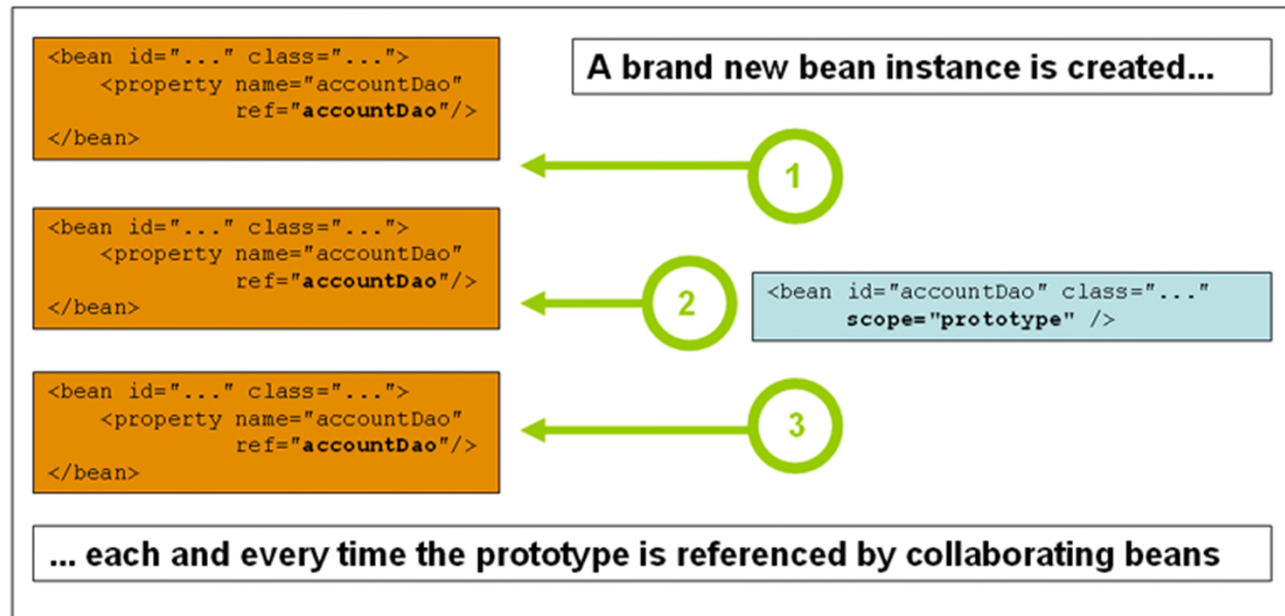 <bean id="..." class="...">
    <property name="accountDao"
              ref="accountDao"/>
</bean>
A brand new bean instance is created...
1
<bean id="..." class="...">
    <property name="accountDao"
              ref="accountDao"/>
</bean>
2
<bean id="accountDao" class="..."
      scope="prototype" />
<bean id="..." class="...">
    <property name="accountDao"
              ref="accountDao"/>
</bean>
3
... each and every time the prototype is referenced by collaborating beans